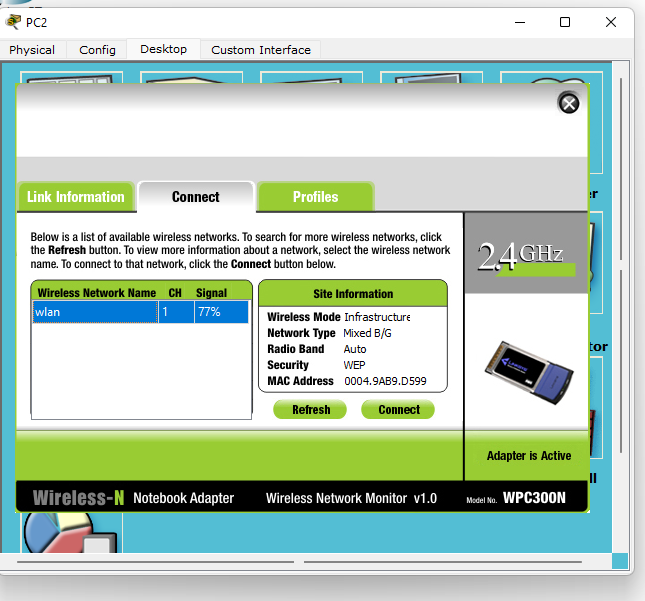 PC2
Physical Config Desktop Custom Interface
Link Information Connect Profiles
Below is a list of available wireless networks. To search for more wireless networks, click
the Refresh button. To view more information about a network, select the wireless network
name. To connect to that network, click the Connect button below.
2.4GHz
Wireless Network Name CH Signal
wlan 1 77%
Site Information
Wireless Mode Infrastructure
Network Type Mixed B/G
Radio Band Auto
Security WEP
MAC Address 0004.9AB9.D599
Refresh Connect
Adapter is Active
Wireless-N Notebook Adapter Wireless Network Monitor v1.0 Model No. WPC300N